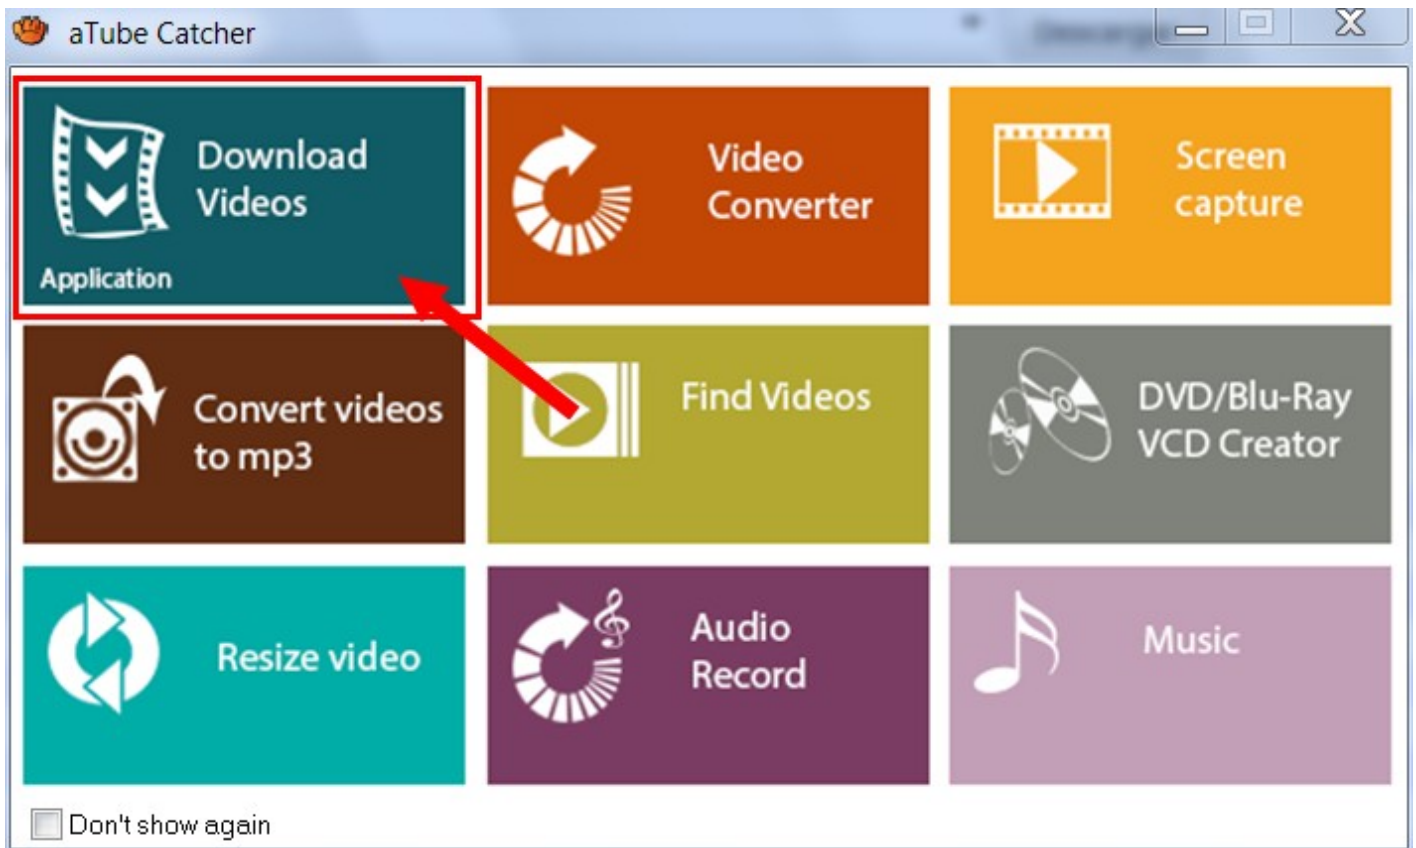 aTube Catcher
Download
Videos
Application
Video
Converter
Screen
capture
Convert videos
to mp3
Find Videos
DVD/Blu-Ray
VCD Creator
Resize video
Audio
Record
Music
Don't show again